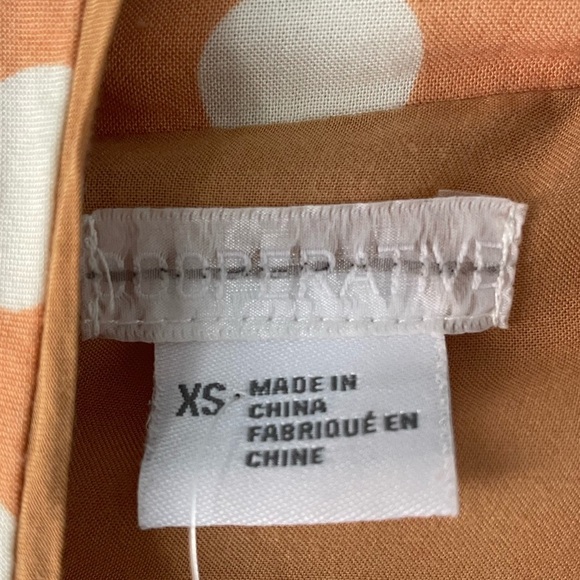 COOPERATIVE
XS · MADE IN
CHINA
FABRIQUÉ EN
CHINE